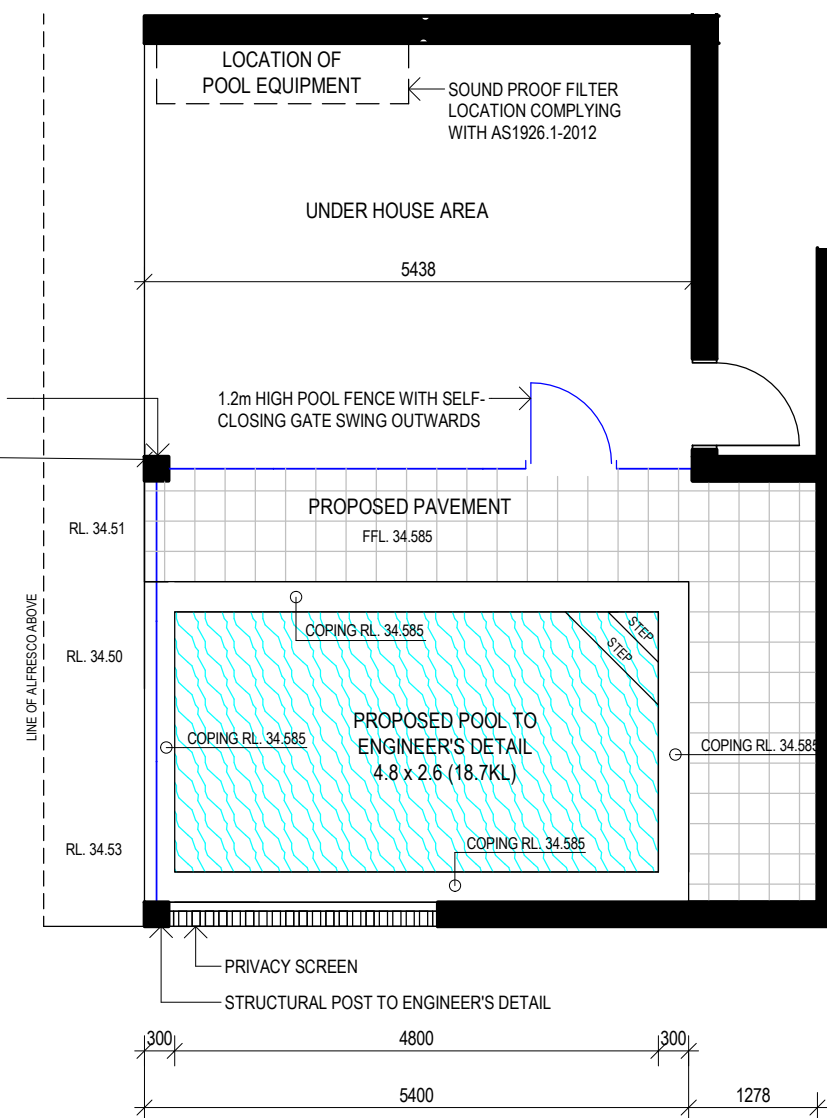 LOCATION OF
POOL EQUIPMENT
SOUND PROOF FILTER
LOCATION COMPLYING
WITH AS1926.1-2012
UNDER HOUSE AREA
5438
1.2m HIGH POOL FENCE WITH SELF-
CLOSING GATE SWING OUTWARDS
PROPOSED PAVEMENT
FFL. 34.585
RL. 34.51
LINE OF ALFRESCO ABOVE
COPING RL. 34.585
STEP
STEP
RL. 34.50
PROPOSED POOL TO
ENGINEER'S DETAIL
4.8 x 2.6 (18.7KL)
COPING RL. 34.585
COPING RL. 34.585
RL. 34.53
COPING RL. 34.585
PRIVACY SCREEN
STRUCTURAL POST TO ENGINEER'S DETAIL
300
4800
300
5400
1278